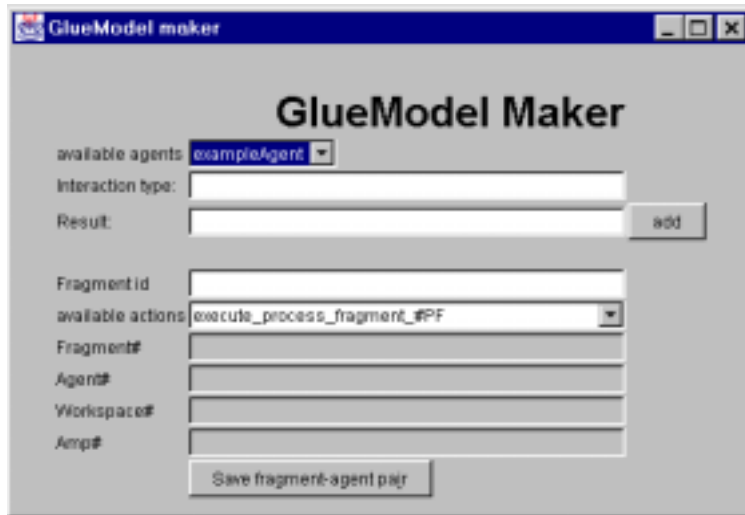 GlueModel maker
GlueModel Maker
available agents exampleAgent
Interaction type:
Result: add
Fragment id
available actions execute_process_fragment_#PF
Fragment#
Agent#
Workspace#
Amp#
Save fragment-agent pair